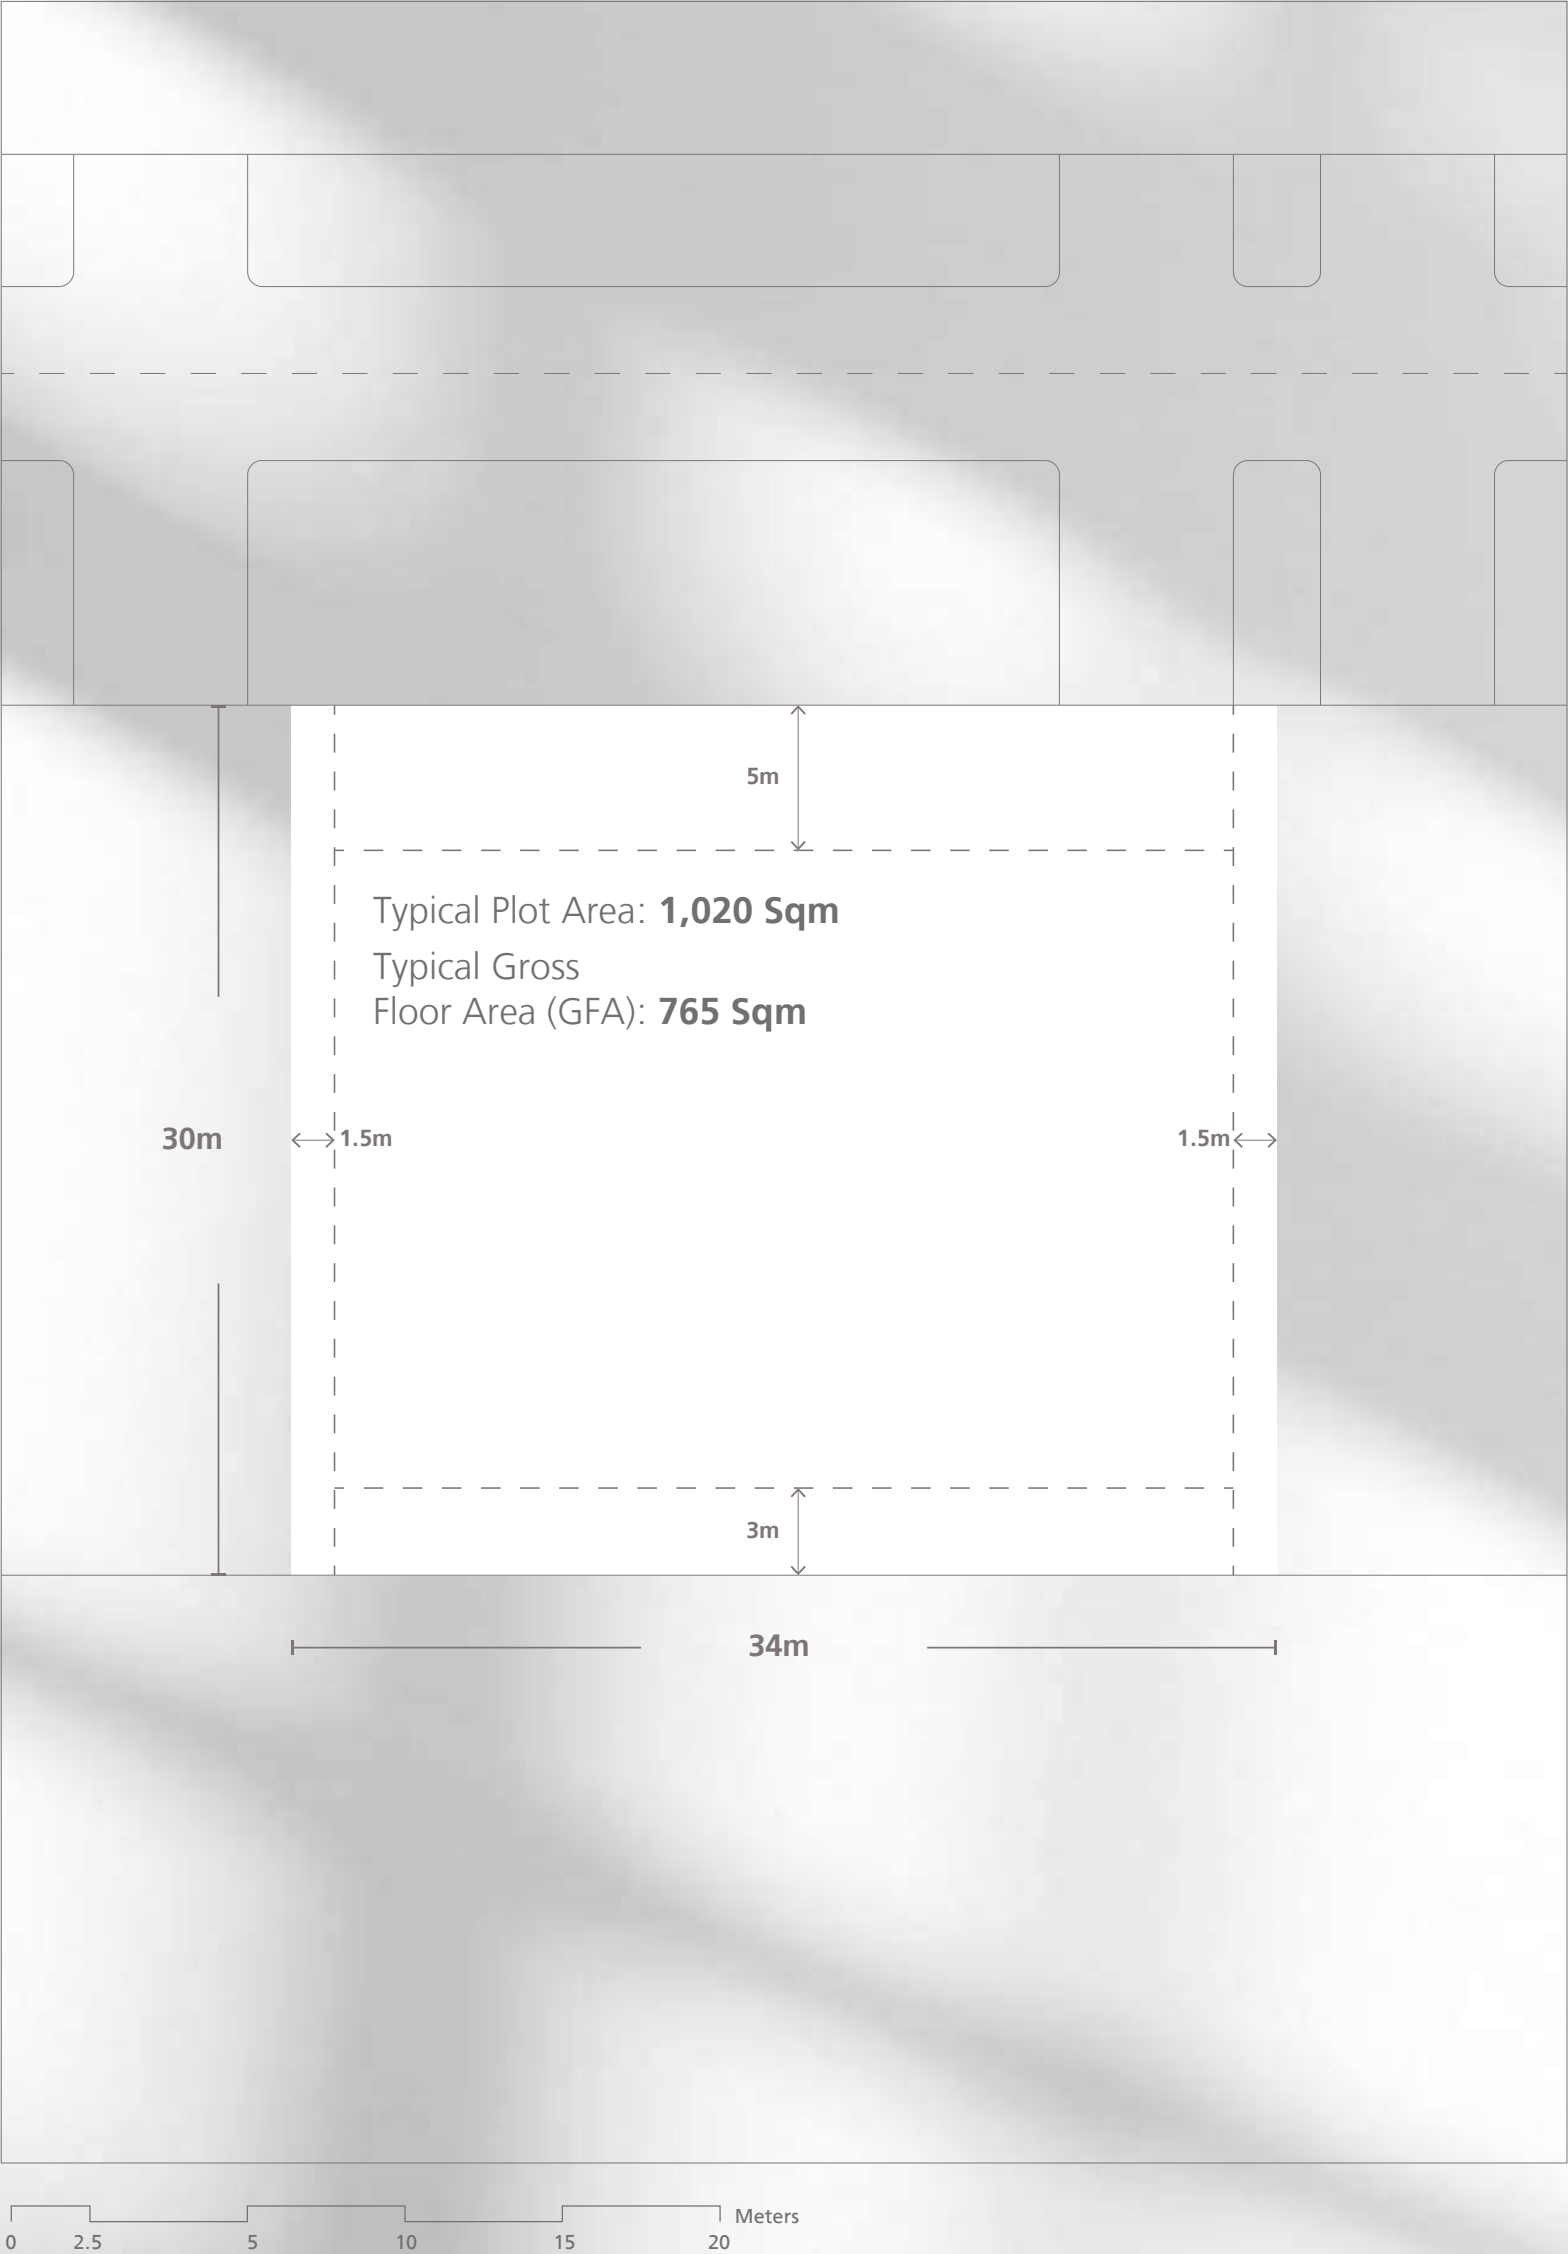 5m
Typical Plot Area: 1,020 Sqm
Typical Gross
Floor Area (GFA): 765 Sqm
30m
1.5m
1.5m
3m
34m
Meters
0 2.5 5 10 15 20